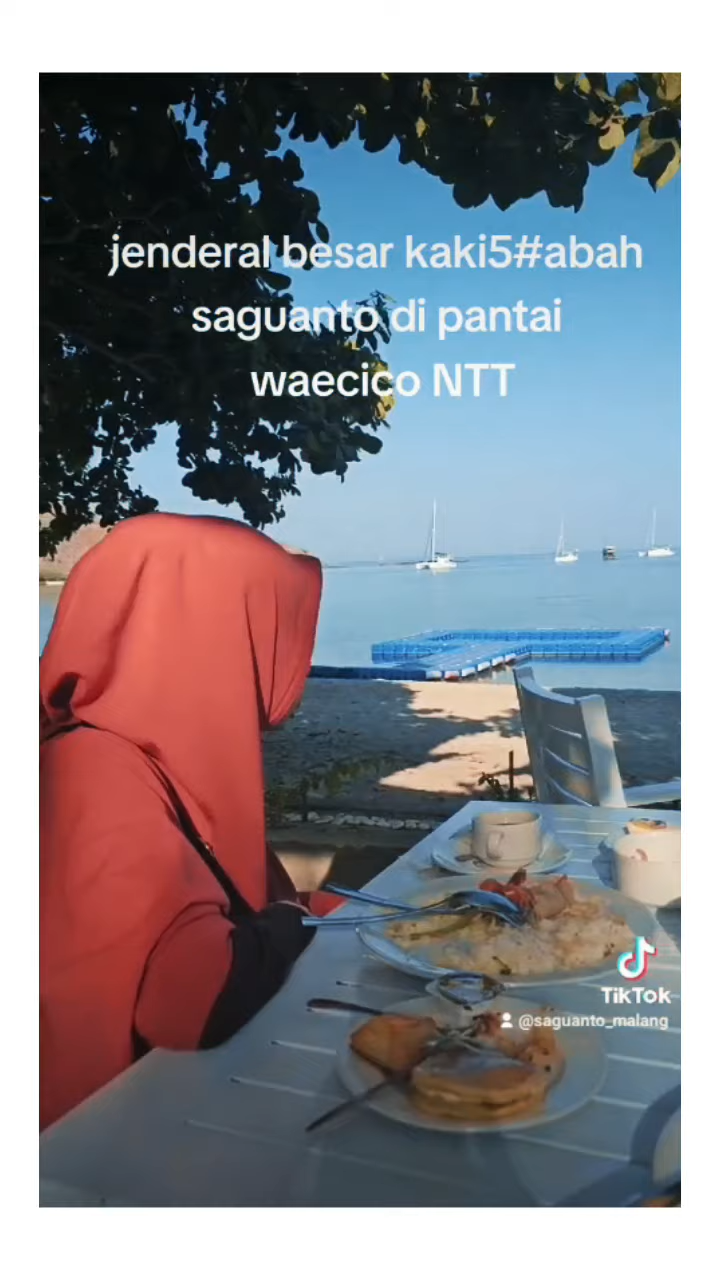 jenderal besar kaki5#abah
saguanto di pantai
waecico NTT
TikTok
@saguanto_malang